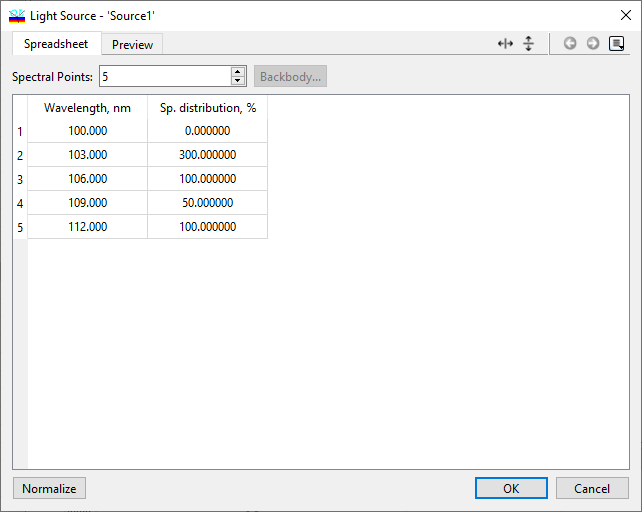 Light Source - 'Source1'
Spreadsheet Preview
Spectral Points: 5 Backbody...
Wavelength, nm Sp. distribution, %
1 100.000 0.000000
2 103.000 300.000000
3 106.000 100.000000
4 109.000 50.000000
5 112.000 100.000000
Normalize OK Cancel